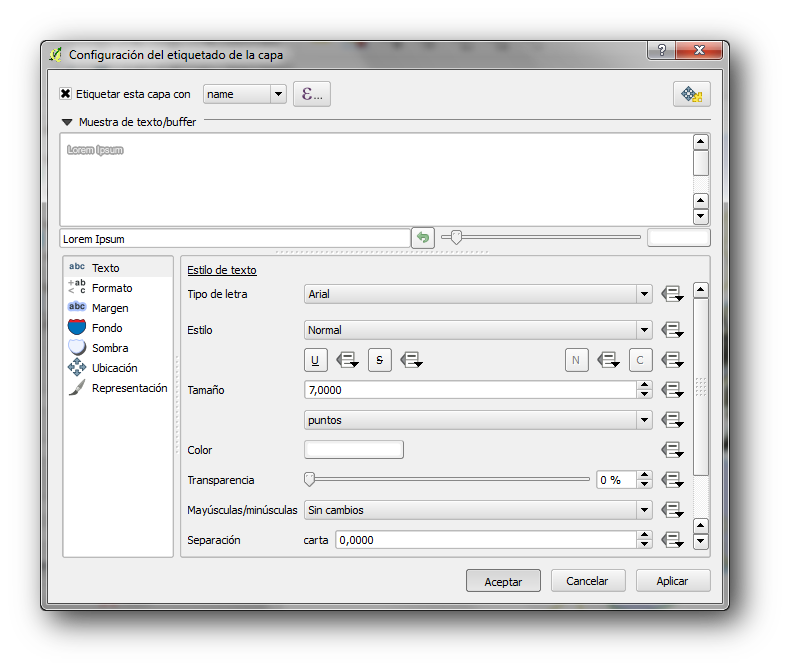 Configuración del etiquetado de la capa
?
Etiquetar esta capa con name ε...
Muestra de texto/buffer
Lorem Ipsum
Lorem Ipsum
abc Texto
+ab < c Formato
abc Margen
Fondo
Sombra
Ubicación
Representación
Estilo de texto
Tipo de letra Arial
Estilo Normal
U S N C
Tamaño 7,0000
puntos
Color
Transparencia 0 %
Mayúsculas/minúsculas Sin cambios
Separación carta 0,0000
Aceptar Cancelar Aplicar